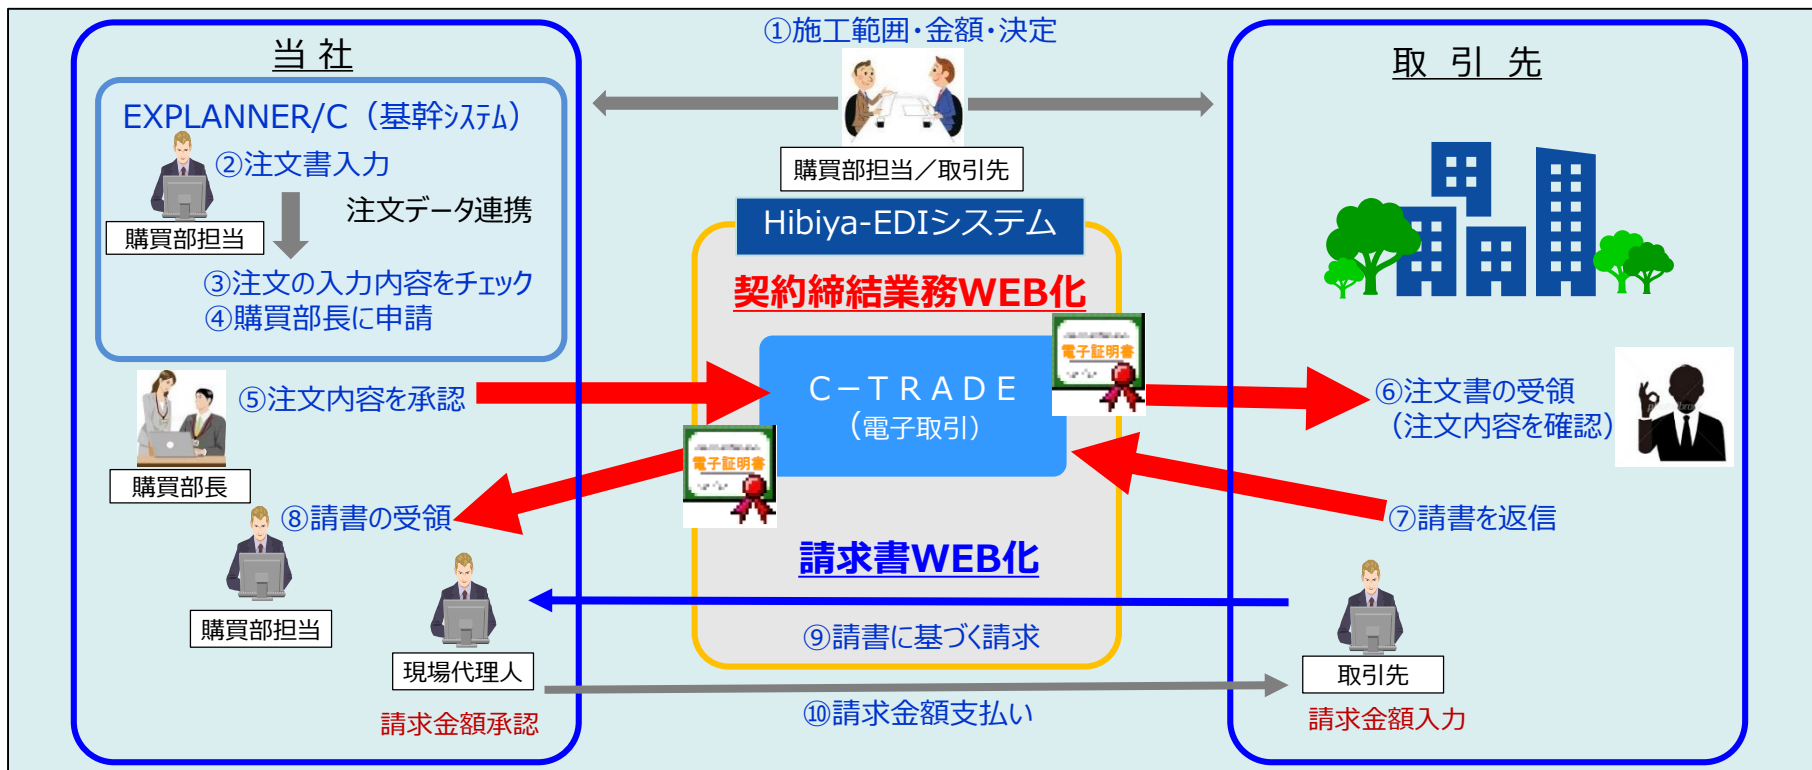 ①施工範囲・金額・決定
当 社
取 引 先
EXPLANNER/C（基幹システム）
②注文書入力
注文データ連携
購買部担当
③注文の入力内容をチェック
④購買部長に申請
購買部担当／取引先
Hibiya-EDIシステム
契約締結業務WEB化
電子証明書
C－TRADE
（電子取引）
電子証明書
⑤注文内容を承認
購買部長
⑥注文書の受領
（注文内容を確認）
⑦請書を返信
⑧請書の受領
購買部担当
請求書WEB化
⑨請書に基づく請求
現場代理人
取引先
請求金額承認
⑩請求金額支払い
請求金額入力